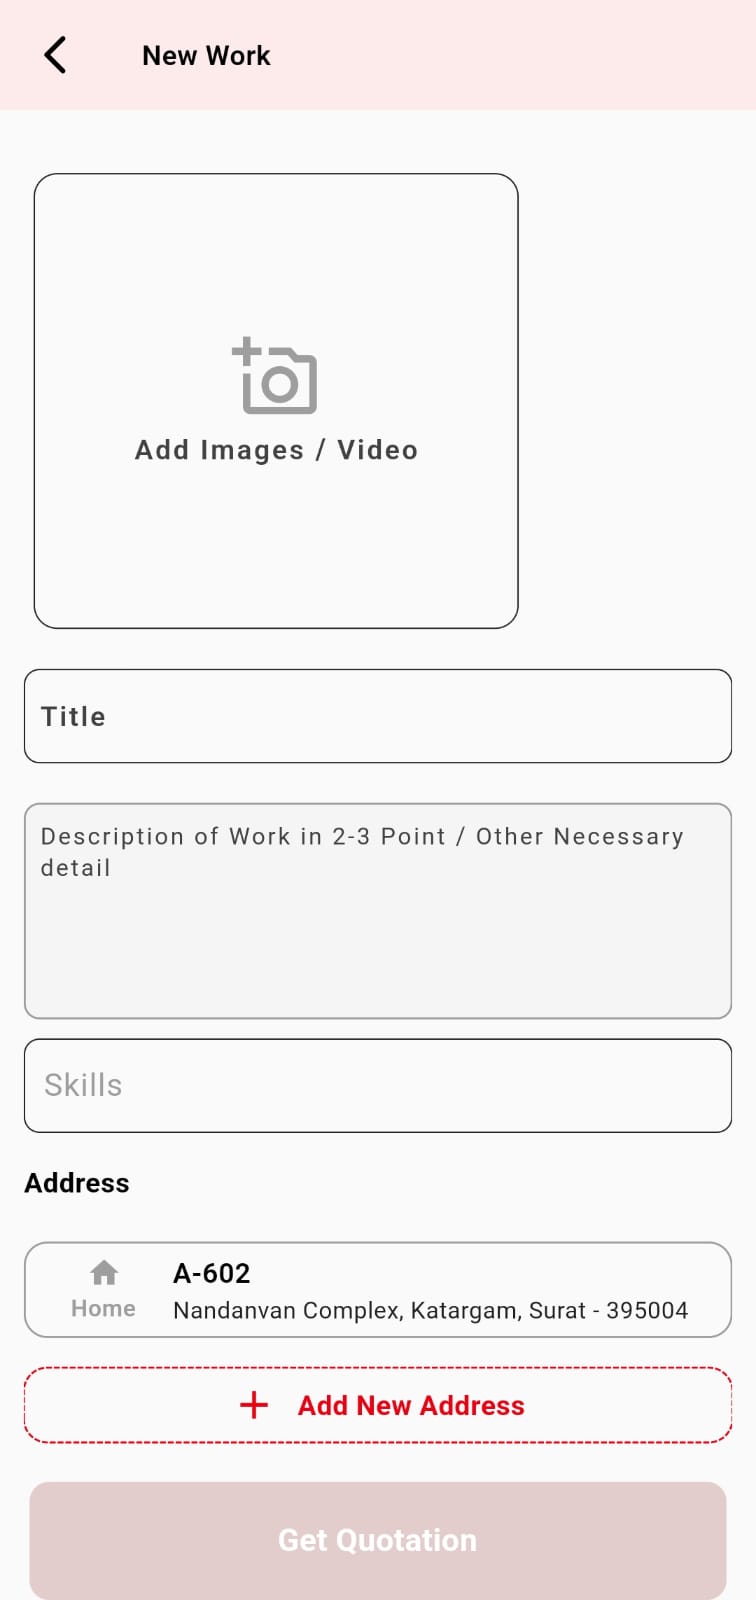 New Work
Add Images / Video
Title
Description of Work in 2-3 Point / Other Necessary
detail
Skills
Address
A-602
Home
Nandanvan Complex, Katargam, Surat - 395004
Add New Address
Get Quotation